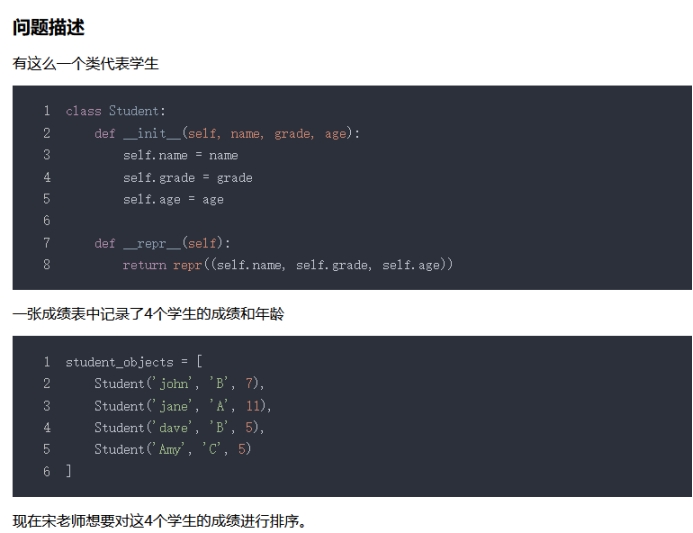 问题描述
有这么一个类代表学生
1 class Student:
2     def __init__(self, name, grade, age):
3         self.name = name
4         self.grade = grade
5         self.age = age
6
7     def __repr__(self):
8         return repr((self.name, self.grade, self.age))
一张成绩表中记录了4个学生的成绩和年龄
1 student_objects = [
2     Student('john', 'B', 7),
3     Student('jane', 'A', 11),
4     Student('dave', 'B', 5),
5     Student('Amy', 'C', 5)
6 ]
现在宋老师想要对这4个学生的成绩进行排序。